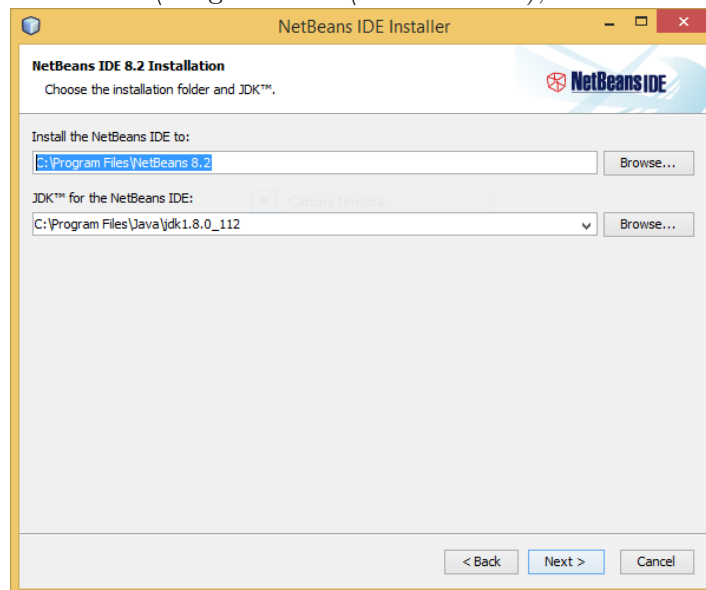 NetBeans IDE Installer
NetBeans IDE 8.2 Installation
Choose the installation folder and JDK™.
NetBeans IDE
Install the NetBeans IDE to:
C:\Program Files\NetBeans 8.2
Browse...
JDK™ for the NetBeans IDE:
Cattura finestra
C:\Program Files\Java\jdk1.8.0_112
Browse...
< Back
Next >
Cancel